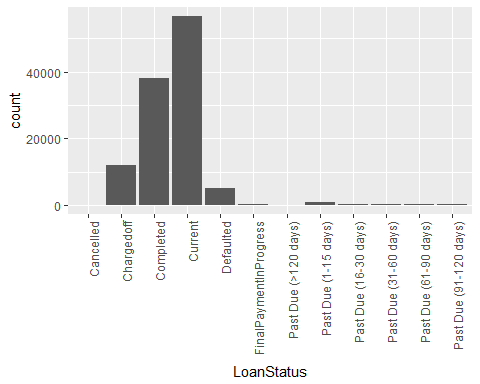 count
40000
20000
0
Cancelled
Chargedoff
Completed
Current
Defaulted
FinalPaymentInProgress
Past Due (>120 days)
Past Due (1-15 days)
Past Due (16-30 days)
Past Due (31-60 days)
Past Due (61-90 days)
Past Due (91-120 days)
LoanStatus